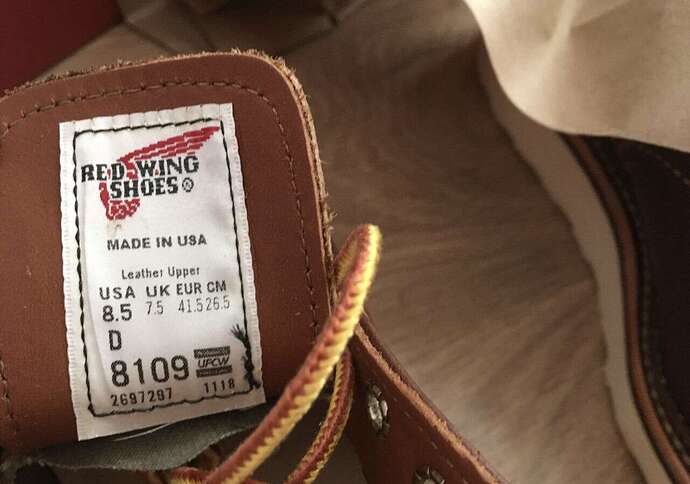 RED WING
SHOES®
MADE IN USA
Leather Upper
USA UK EUR CM
8.5 7.5 41.5 26.5
D
8109 UFCW
2697297 1118